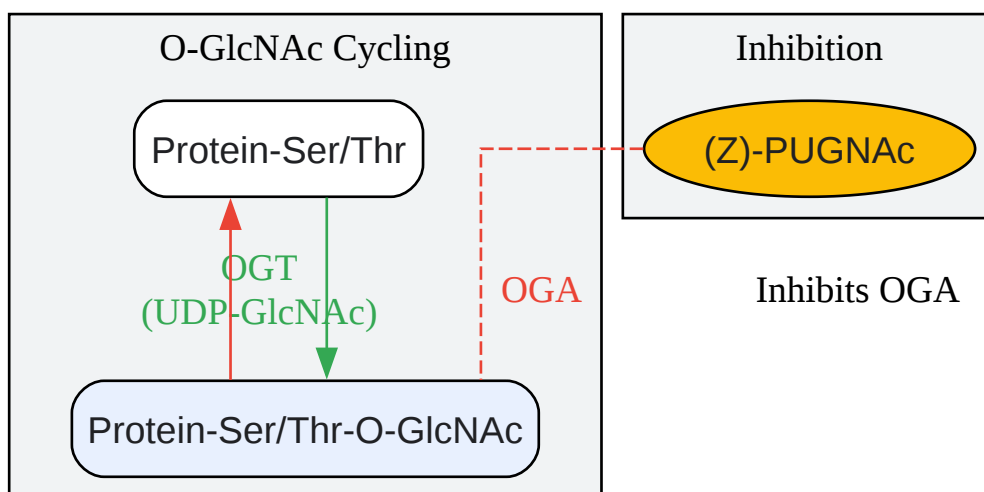 O-GlcNAc Cycling
Inhibition
Protein-Ser/Thr
(Z)-PUGNAc
OGT
(UDP-GlcNAc)
OGA
Inhibits OGA
Protein-Ser/Thr-O-GlcNAc